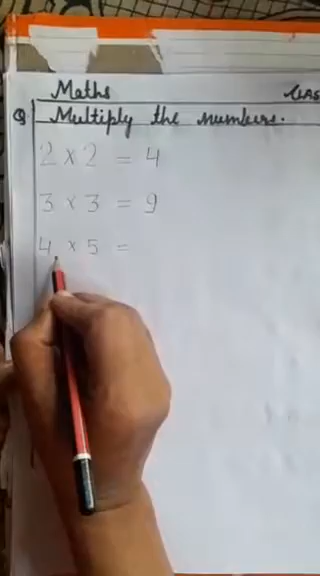 Maths
Q Multiply the numbers.
2 × 2 = 4
3 × 3 = 9
4 × 5 =